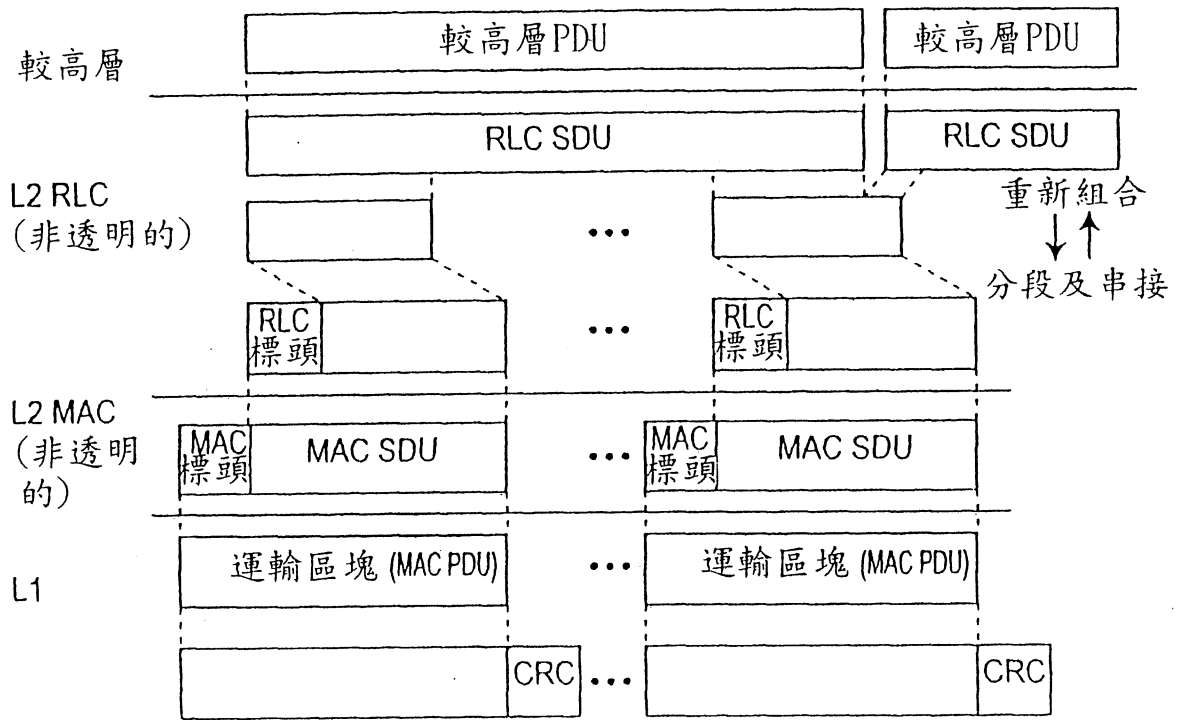 較高層PDU
較高層PDU
較高層
RLC SDU
RLC SDU
L2 RLC
(非透明的)
•••
重新組合
分段及串接
RLC
標頭
•••
RLC
標頭
L2 MAC
(非透明
的)
MAC
標頭
MAC SDU
•••
MAC
標頭
MAC SDU
L1
運輸區塊 (MAC PDU)
•••
運輸區塊 (MAC PDU)
CRC
•••
CRC